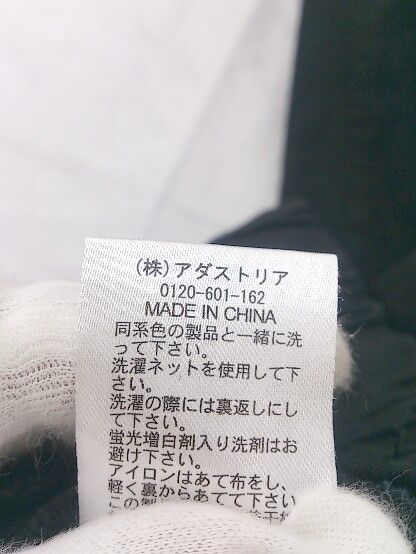 (株)アダストリア
0120-601-162
MADE IN CHINA
同系色の製品と一緒に洗
って下さい。
洗濯ネットを使用して下
さい。
洗濯の際には裏返しにし
て下さい。
蛍光増白剤入り洗剤はお
避け下さい。
アイロンはあて布をし、
軽く裏からあてて下さい
この製